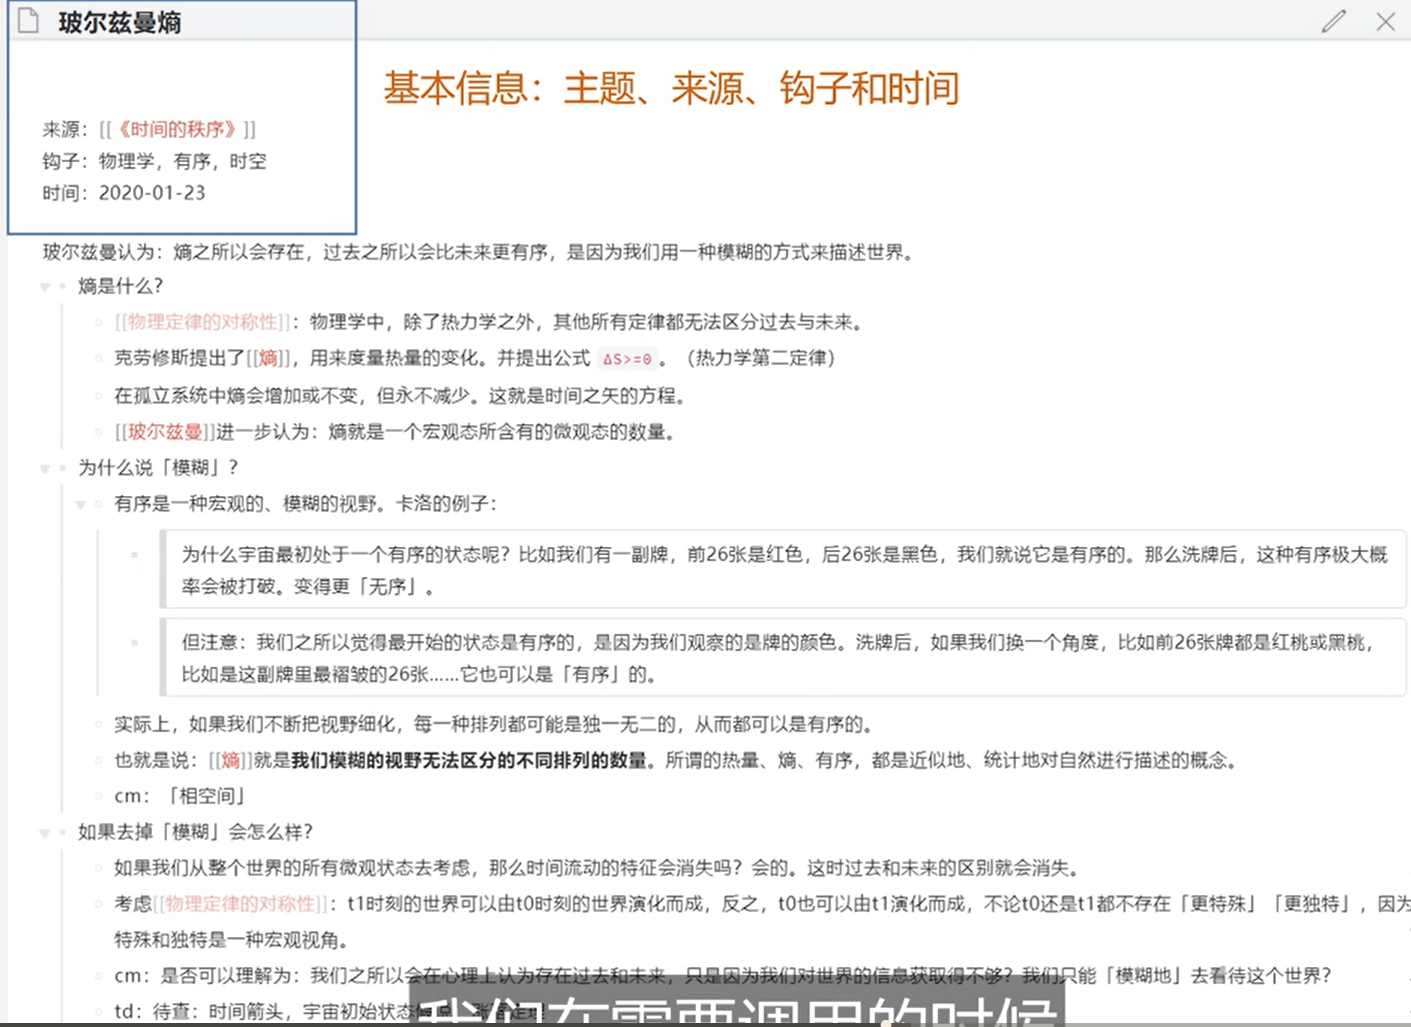 玻尔兹曼熵
基本信息：主题、来源、钩子和时间
来源：[[《时间的秩序》]]
钩子：物理学，有序，时空
时间：2020-01-23
玻尔兹曼认为：熵之所以会存在，过去之所以会比未来更有序，是因为我们用一种模糊的方式来描述世界。
熵是什么？
[[物理定律的对称性]]：物理学中，除了热力学之外，其他所有定律都无法区分过去与未来。
克劳修斯提出了[[熵]]，用来度量热量的变化。并提出公式 ΔS>=0 。（热力学第二定律）
在孤立系统中熵会增加或不变，但永不减少。这就是时间之矢的方程。
[[玻尔兹曼]]进一步认为：熵就是一个宏观态所含有的微观态的数量。
为什么说「模糊」？
有序是一种宏观的、模糊的视野。卡洛的例子：
为什么宇宙最初处于一个有序的状态呢？比如我们有一副牌，前26张是红色，后26张是黑色，我们就说它是有序的。那么洗牌后，这种有序极大概
率会被打破。变得更「无序」。
但注意：我们之所以觉得最开始的状态是有序的，是因为我们观察的是牌的颜色。洗牌后，如果我们换一个角度，比如前26张牌都是红桃或黑桃，
比如是这副牌里最褶皱的26张......它也可以是「有序」的。
实际上，如果我们不断把视野细化，每一种排列都可能是独一无二的，从而都可以是有序的。
也就是说：[[熵]]就是我们模糊的视野无法区分的不同排列的数量。所谓的热量、熵、有序，都是近似地、统计地对自然进行描述的概念。
cm：「相空间」
如果去掉「模糊」会怎么样？
如果我们从整个世界的所有微观状态去考虑，那么时间流动的特征会消失吗？会的。这时过去和未来的区别就会消失。
考虑[[物理定律的对称性]]：t1时刻的世界可以由t0时刻的世界演化而成，反之，t0也可以由t1演化而成，不论t0还是t1都不存在「更特殊」「更独特」，因为
特殊和独特是一种宏观视角。
cm：是否可以理解为：我们之所以会在心理上认为存在过去和未来，只是因为我们对世界的信息获取得不够？我们只能「模糊地」去看待这个世界？
td：待查：时间箭头，宇宙初始状态
我们在需要调用的时候